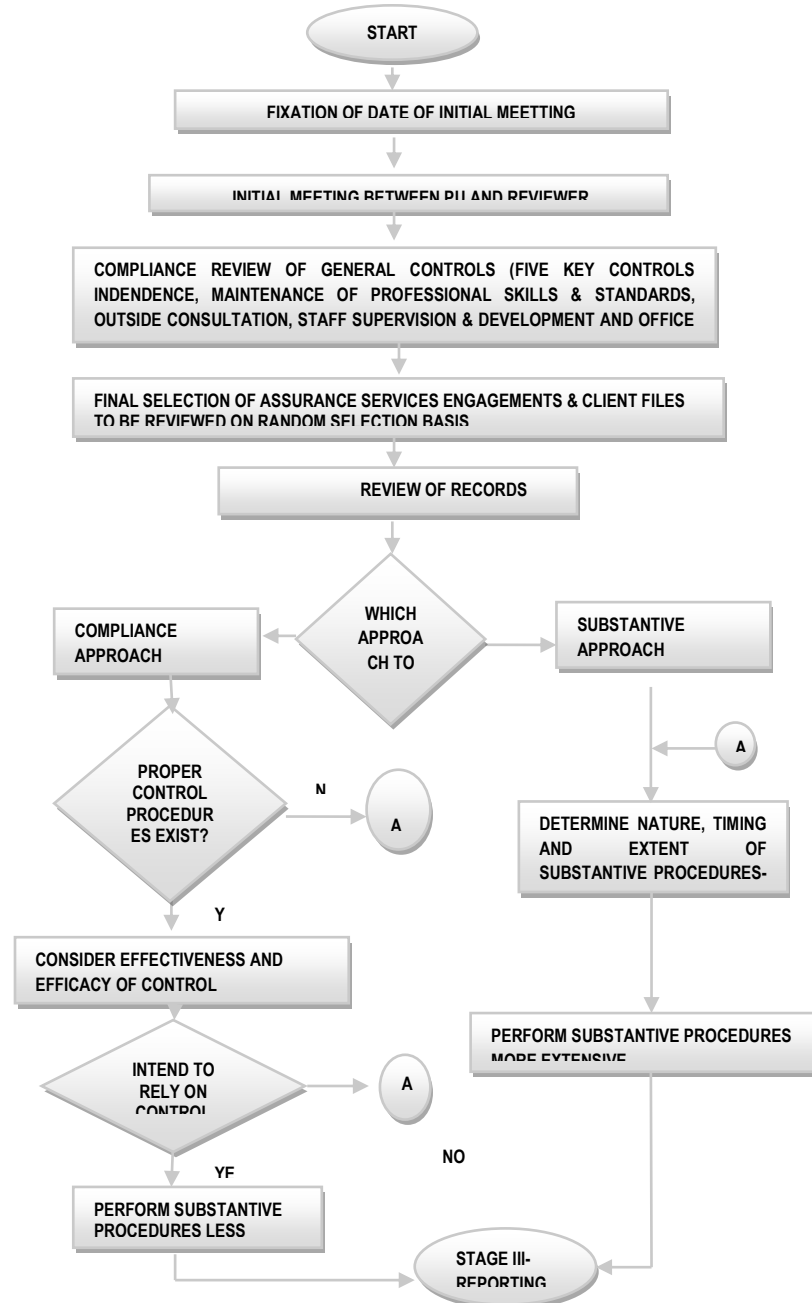 START
FIXATION OF DATE OF INITIAL MEETTING
INITIAL MEETING BETWEEN PU AND REVIEWER
COMPLIANCE REVIEW OF GENERAL CONTROLS (FIVE KEY CONTROLS
INDENDENCE, MAINTENANCE OF PROFESSIONAL SKILLS & STANDARDS,
OUTSIDE CONSULTATION, STAFF SUPERVISION & DEVELOPMENT AND OFFICE
FINAL SELECTION OF ASSURANCE SERVICES ENGAGEMENTS & CLIENT FILES
TO BE REVIEWED ON RANDOM SELECTION BASIS
REVIEW OF RECORDS
WHICH
APPROA
CH TO
COMPLIANCE
APPROACH
SUBSTANTIVE
APPROACH
A
PROPER
CONTROL
PROCEDUR
ES EXIST?
N
A
DETERMINE NATURE, TIMING
AND EXTENT OF
SUBSTANTIVE PROCEDURES-
Y
CONSIDER EFFECTIVENESS AND
EFFICACY OF CONTROL
PERFORM SUBSTANTIVE PROCEDURES
MORE EXTENSIVE
INTEND TO
RELY ON
CONTROL
A
NO
YE
PERFORM SUBSTANTIVE
PROCEDURES LESS
STAGE III-
REPORTING